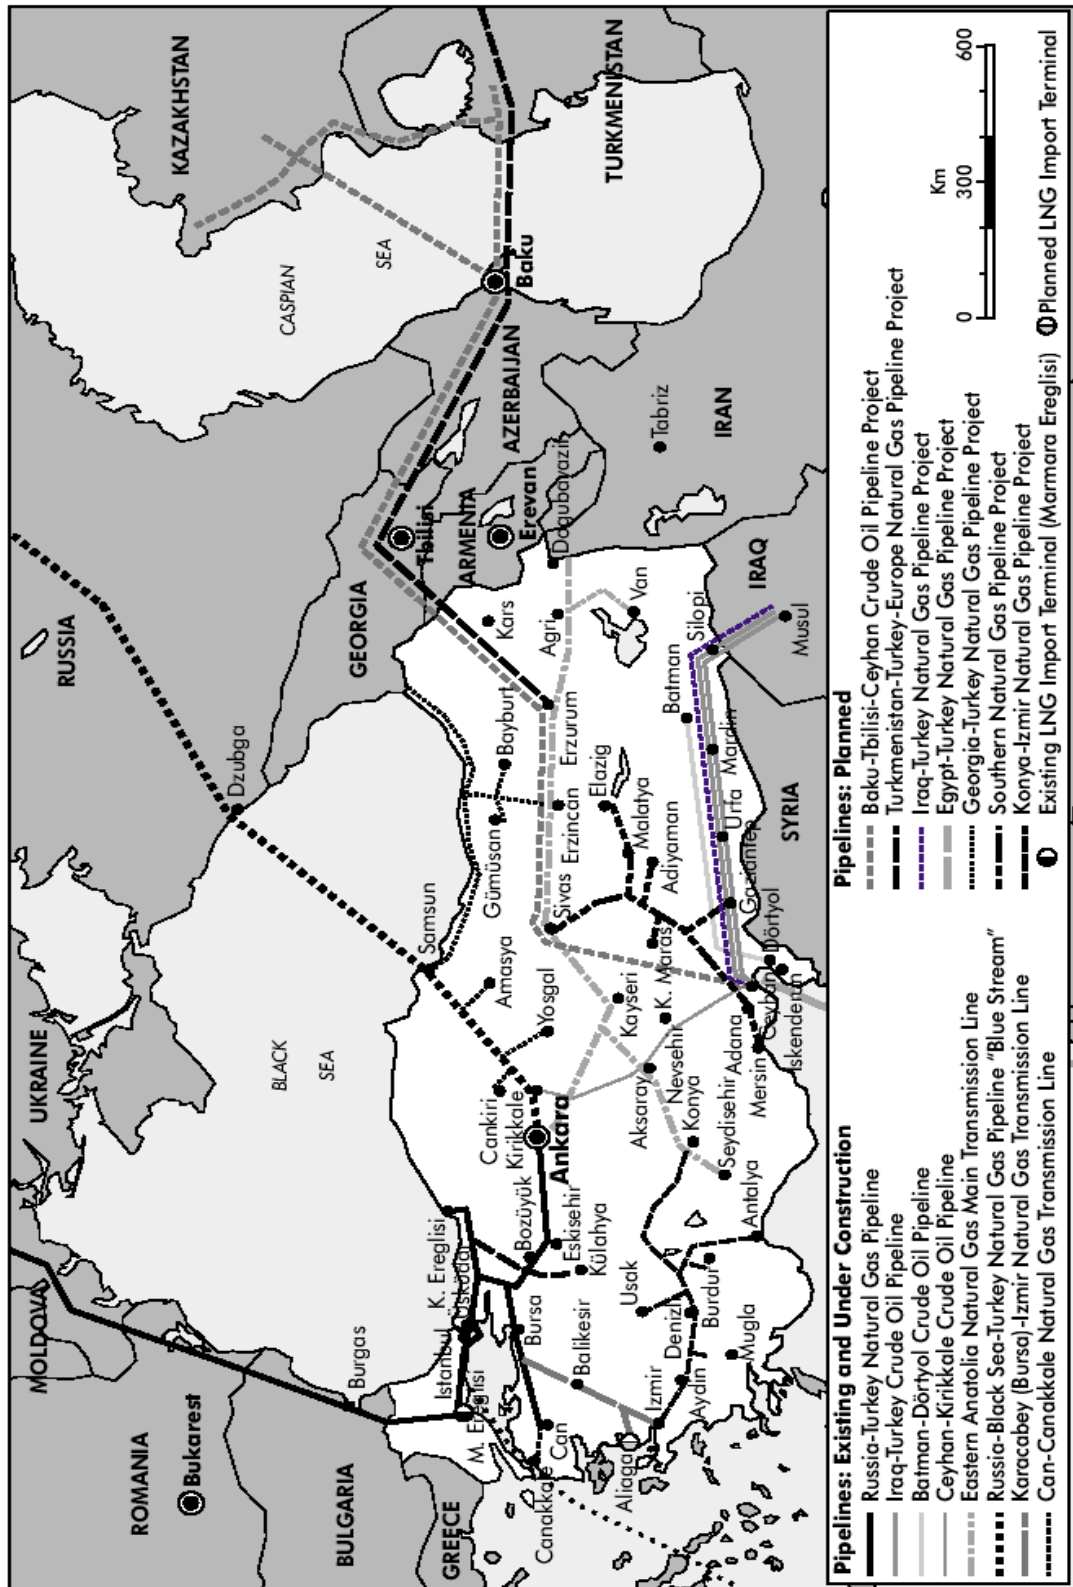 MOLDOVA
UKRAINE
RUSSIA
KAZAKHSTAN
ROMANIA
Bukarest
Dzubga
BLACK
SEA
CASPIAN
SEA
BULGARIA
Burgas
GEORGIA
GREECE
Istanbul
K. Ereglisi
Üsküdar
Samsun
Tbilisi
M. Ereglisi
Cankiri
Amasya
Gümüsan
Bayburt
Kars
ARMENIA
AZERBAIJAN
Baku
Erevan
Canakkale
Can
Bursa
Bozüyük
Kirikkale
Ankara
Yosgal
Sivas
Erzincan
Erzurum
Agri
Dogubayazit
TURKMENISTAN
Balikesir
Eskisehir
Külahya
Kayseri
Elazig
Malatya
Van
Aliaga
Usak
Aksaray
Nevsehir
K. Maras
Adiyaman
Batman
Silopi
Tabriz
Izmir
Denizli
Konya
Aydin
Burdur
Seydisehir
Adana
Urfa
Mardin
IRAN
Mugla
Antalya
Mersin
Ceyhan
Gaziantep
Dörtyol
Iskenderun
SYRIA
IRAQ
Musul
Pipelines: Existing and Under Construction
Russia-Turkey Natural Gas Pipeline
Iraq-Turkey Crude Oil Pipeline
Batman-Dörtyol Crude Oil Pipeline
Ceyhan-Kirikkale Crude Oil Pipeline
Eastern Anatolia Natural Gas Main Transmission Line
Russia-Black Sea-Turkey Natural Gas Pipeline "Blue Stream"
Karacabey (Bursa)-Izmir Natural Gas Transmission Line
Can-Canakkale Natural Gas Transmission Line
Pipelines: Planned
Baku-Tbilisi-Ceyhan Crude Oil Pipeline Project
Turkmenistan-Turkey-Europe Natural Gas Pipeline Project
Iraq-Turkey Natural Gas Pipeline Project
Egypt-Turkey Natural Gas Pipeline Project
Georgia-Turkey Natural Gas Pipeline Project
Southern Natural Gas Pipeline Project
Konya-Izmir Natural Gas Pipeline Project
Existing LNG Import Terminal (Marmara Ereglisi)
Planned LNG Import Terminal
Km
0 300 600